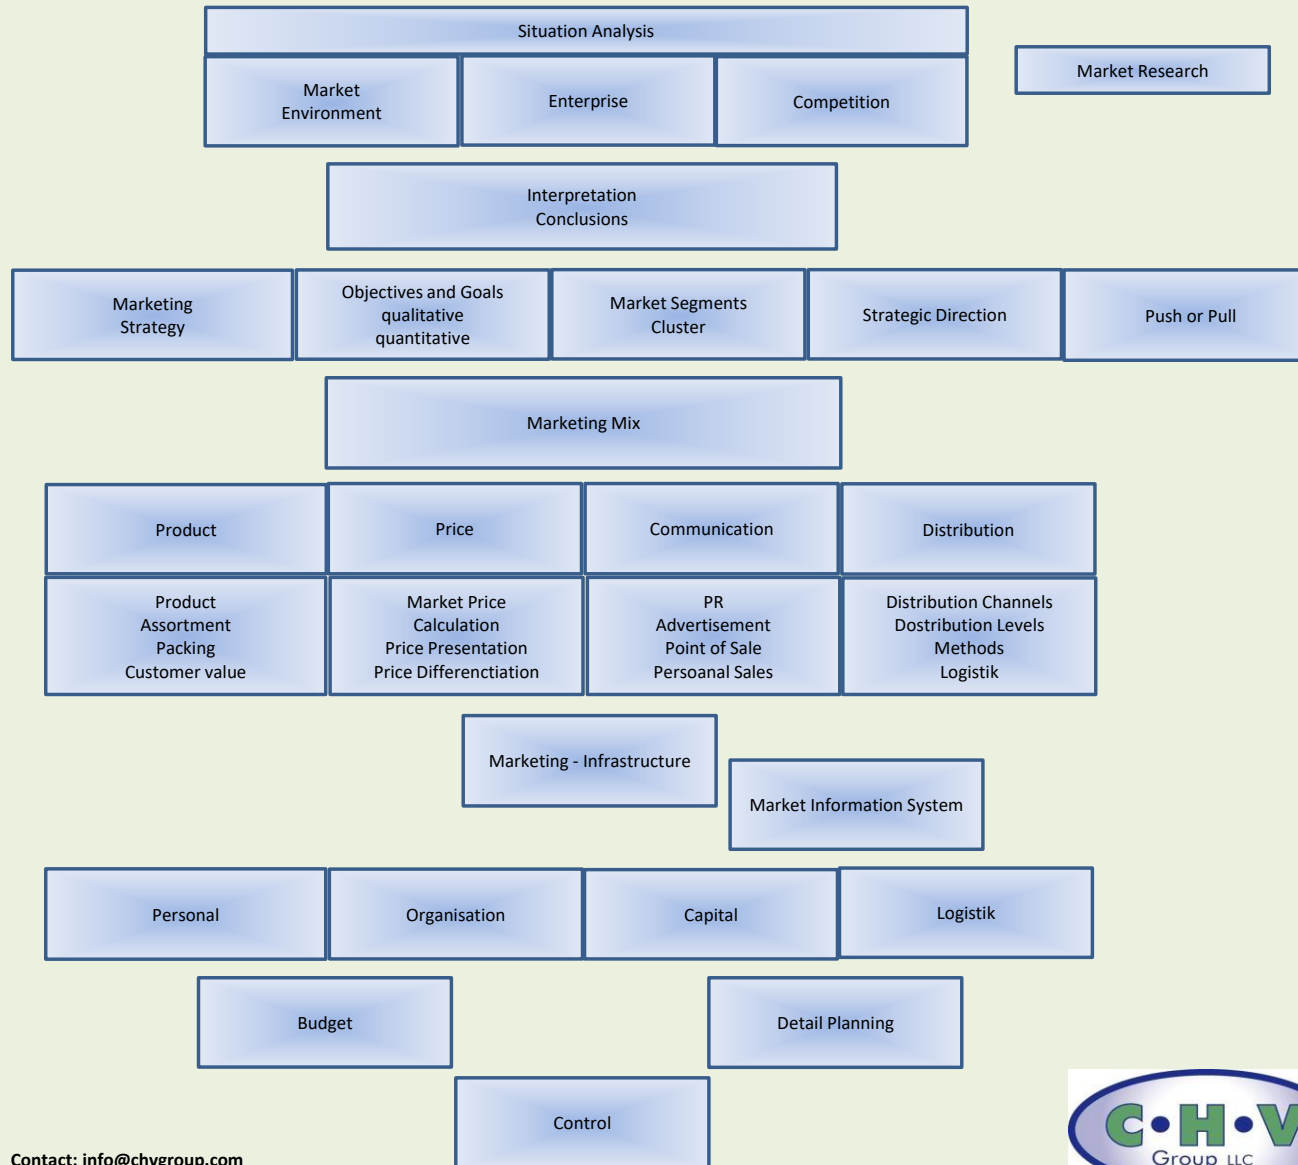 Situation Analysis
Market Research
Market
Environment
Enterprise
Competition
Interpretation
Conclusions
Marketing
Strategy
Objectives and Goals
qualitative
quantitative
Market Segments
Cluster
Strategic Direction
Push or Pull
Marketing Mix
Product
Price
Communication
Distribution
Product
Assortment
Packing
Customer value
Market Price
Calculation
Price Presentation
Price Differenctiation
PR
Advertisement
Point of Sale
Persoanal Sales
Distribution Channels
Dostribution Levels
Methods
Logistik
Marketing - Infrastructure
Market Information System
Personal
Organisation
Capital
Logistik
Budget
Detail Planning
Control
C•H•V
Group LLC
Contact: info@chvgroup.com